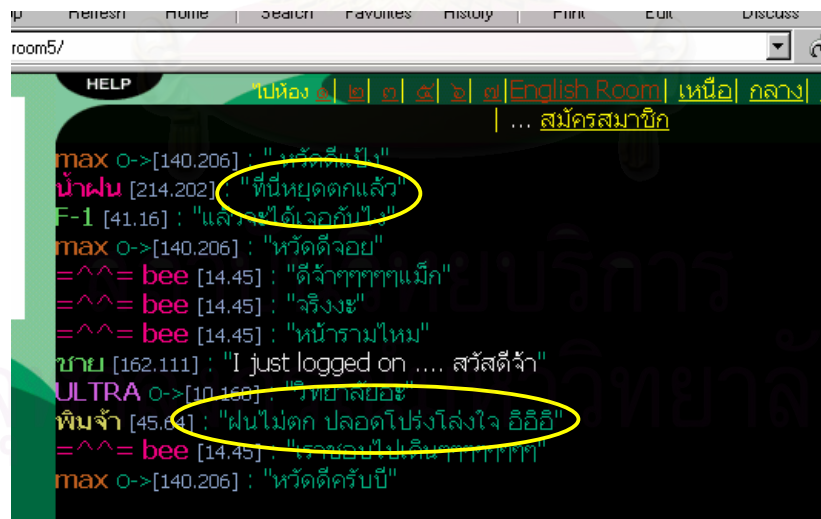 Refresh Home Search Favorites History Print Edit Discuss
room5/
HELP
ไปห้อง ๑| ๒| ๓| ๕| ๖| ๗|English Room| เหนือ| กลาง|
| ... สมัครสมาชิก
max o->[140.206] : "หวัดดีแป้ง"
น้ำฝน [214.202] : "ที่นี่หยุดตกแล้ว"
F-1 [41.16] : "แล้วจะได้เจอกันไง"
max o->[140.206] : "หวัดดีจอย"
=^^= bee [14.45] : "ดีจ้าๆๆๆๆๆแม็ก"
=^^= bee [14.45] : "จริงงะ"
=^^= bee [14.45] : "หน้ารามไหม"
ชาย [162.111] : "I just logged on .... สวัสดีจ้า"
ULTRA o->[10.168] : "วิทยาลัยอะ"
พิมจ้า [45.64] : "ฝนไม่ตก ปลอดโปร่งโล่งใจ อิอิอิ"
=^^= bee [14.45] : "เราชอบไปเดินๆๆๆๆๆๆๆ"
max o->[140.206] : "หวัดดีครับบี"